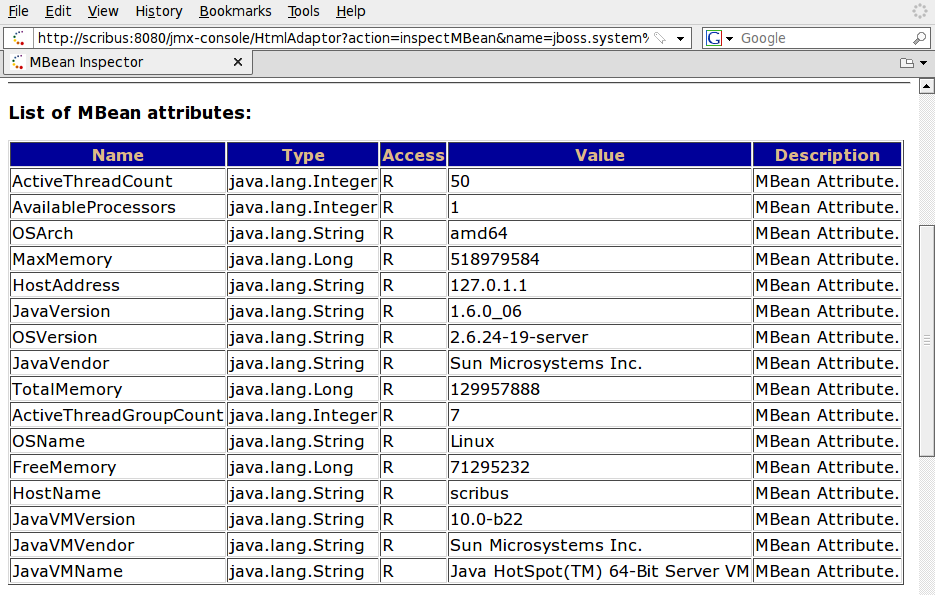 File Edit View History Bookmarks Tools Help
http://scribus:8080/jmx-console/HtmlAdaptor?action=inspectMBean&name=jboss.system% Google
MBean Inspector
List of MBean attributes:
Name Type Access Value Description
ActiveThreadCount java.lang.Integer R 50 MBean Attribute.
AvailableProcessors java.lang.Integer R 1 MBean Attribute.
OSArch java.lang.String R amd64 MBean Attribute.
MaxMemory java.lang.Long R 518979584 MBean Attribute.
HostAddress java.lang.String R 127.0.1.1 MBean Attribute.
JavaVersion java.lang.String R 1.6.0_06 MBean Attribute.
OSVersion java.lang.String R 2.6.24-19-server MBean Attribute.
JavaVendor java.lang.String R Sun Microsystems Inc. MBean Attribute.
TotalMemory java.lang.Long R 129957888 MBean Attribute.
ActiveThreadGroupCount java.lang.Integer R 7 MBean Attribute.
OSName java.lang.String R Linux MBean Attribute.
FreeMemory java.lang.Long R 71295232 MBean Attribute.
HostName java.lang.String R scribus MBean Attribute.
JavaVMVersion java.lang.String R 10.0-b22 MBean Attribute.
JavaVMVendor java.lang.String R Sun Microsystems Inc. MBean Attribute.
JavaVMName java.lang.String R Java HotSpot(TM) 64-Bit Server VM MBean Attribute.